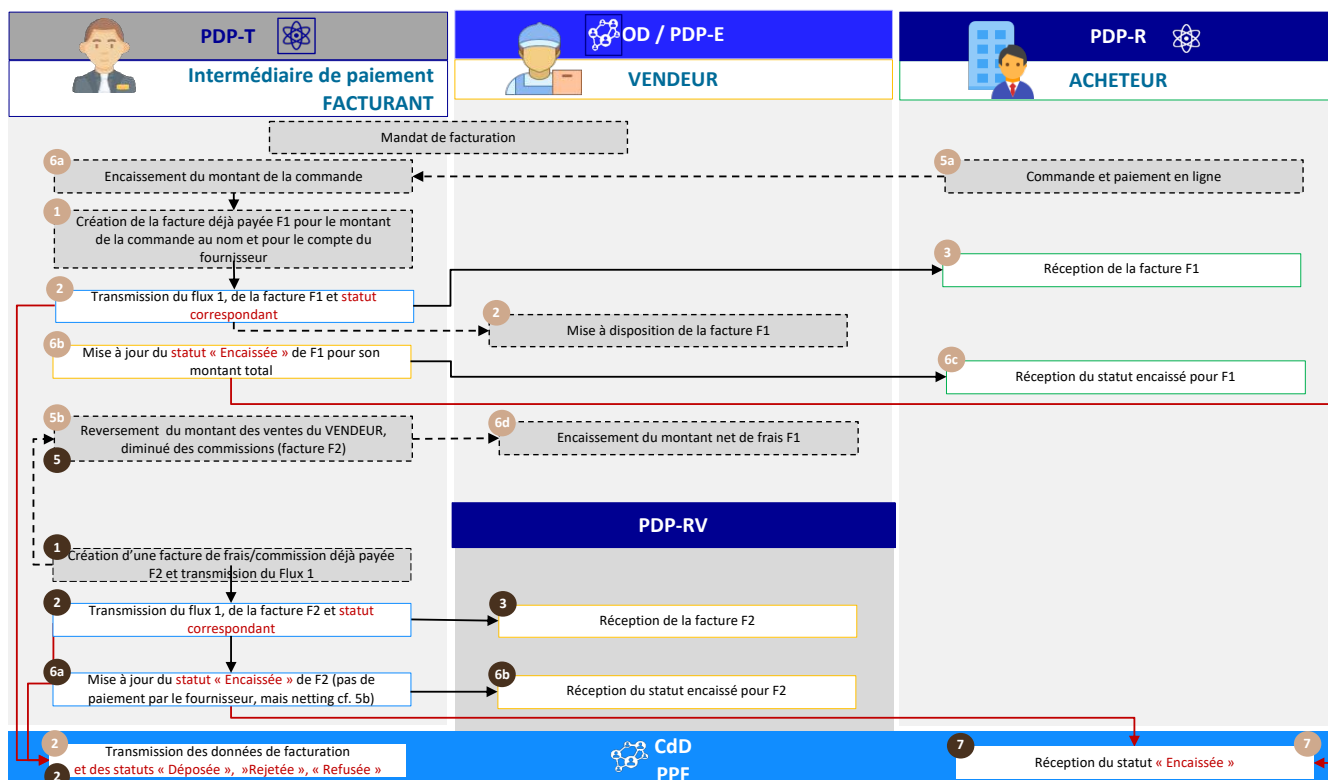 PDP-T
OD / PDP-E
PDP-R
Intermédiaire de paiement
FACTURANT
VENDEUR
ACHETEUR
Mandat de facturation
6a
Encaissement du montant de la commande
5a
Commande et paiement en ligne
1
Création de la facture déjà payée F1 pour le montant
de la commande au nom et pour le compte du
fournisseur
2
Transmission du flux 1, de la facture F1 et statut
correspondant
3
Réception de la facture F1
2
Mise à disposition de la facture F1
6b
Mise à jour du statut « Encaissée » de F1 pour son
montant total
6c
Réception du statut encaissé pour F1
5b
Reversement du montant des ventes du VENDEUR,
diminué des commissions (facture F2)
5
6d
Encaissement du montant net de frais F1
PDP-RV
1
Création d’une facture de frais/commission déjà payée
F2 et transmission du Flux 1
2
Transmission du flux 1, de la facture F2 et statut
correspondant
3
Réception de la facture F2
6a
Mise à jour du statut « Encaissée » de F2 (pas de
paiement par le fournisseur, mais netting cf. 5b)
6b
Réception du statut encaissé pour F2
2
Transmission des données de facturation
et des statuts « Déposée », »Rejetée », « Refusée »
2
CdD
PPF
7
Réception du statut « Encaissée »
7